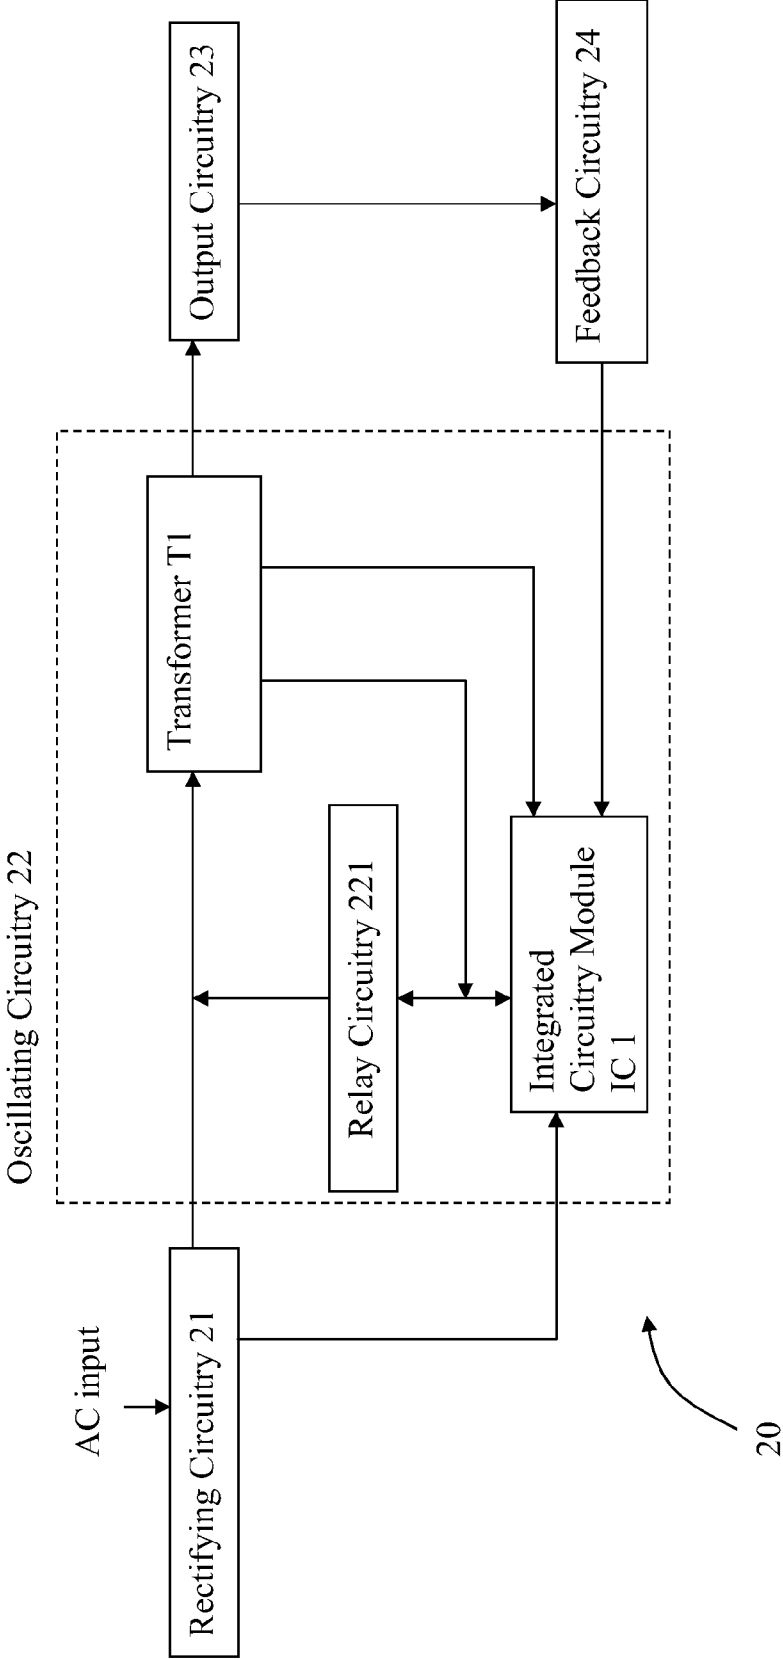 Oscillating Circuitry 22
AC input
Rectifying Circuitry 21
Transformer T1
Output Circuitry 23
Relay Circuitry 221
Integrated
Circuitry Module
IC 1
Feedback Circuitry 24
20